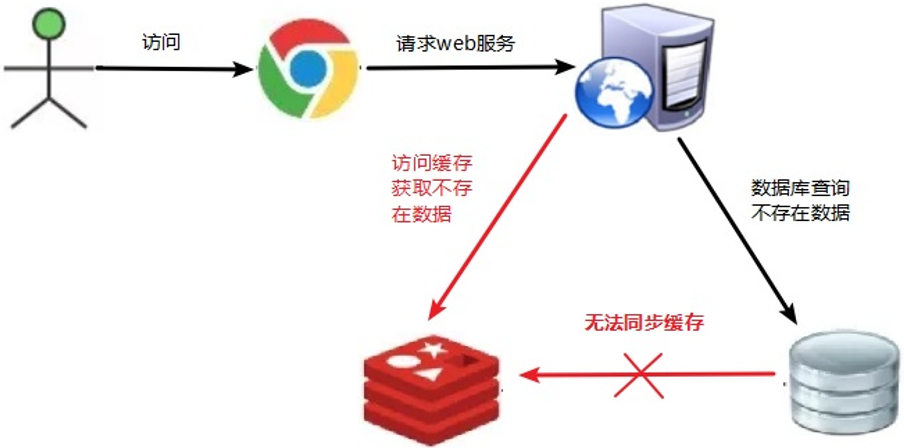 访问
请求web服务
访问缓存
获取不存
在数据
数据库查询
不存在数据
无法同步缓存